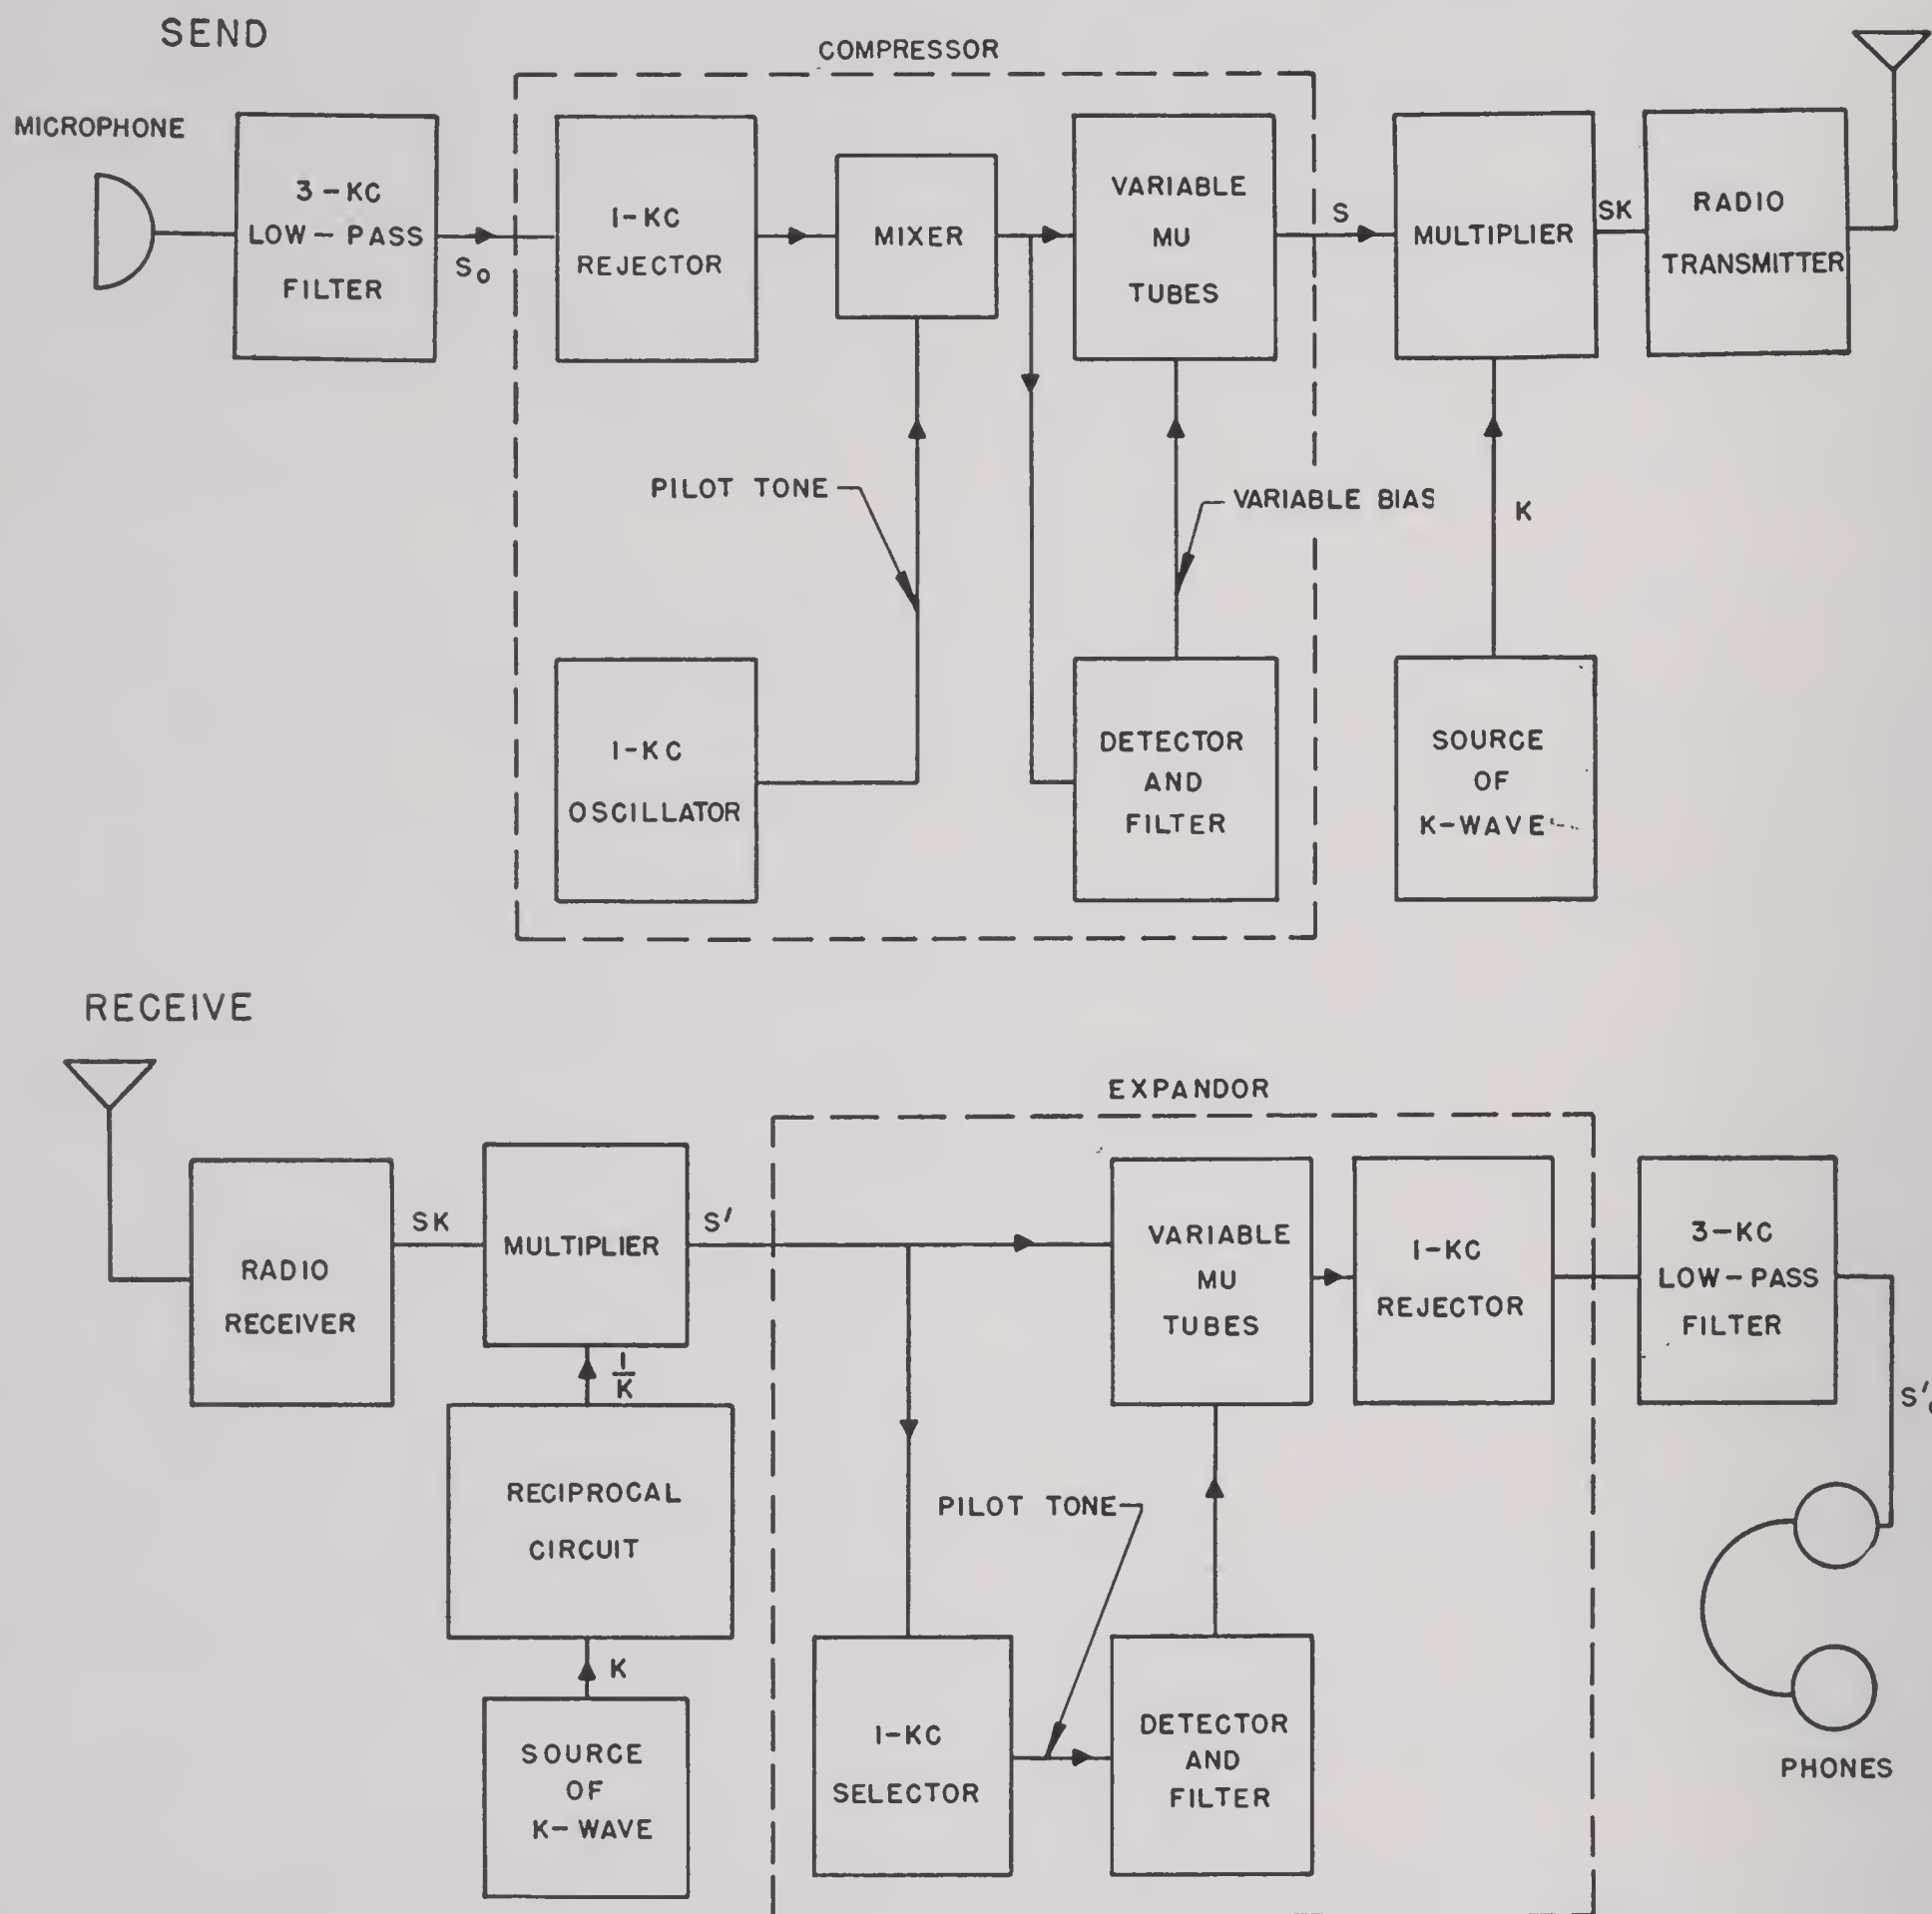 SEND
COMPRESSOR
MICROPHONE
3-KC
LOW-PASS
FILTER
S₀
1-KC
REJECTOR
MIXER
VARIABLE
MU
TUBES
S
MULTIPLIER
SK
RADIO
TRANSMITTER
PILOT TONE
VARIABLE BIAS
K
1-KC
OSCILLATOR
DETECTOR
AND
FILTER
SOURCE
OF
K-WAVE
RECEIVE
EXPANDOR
RADIO
RECEIVER
SK
MULTIPLIER
S'
VARIABLE
MU
TUBES
1-KC
REJECTOR
3-KC
LOW-PASS
FILTER
1
K
S'
RECIPROCAL
CIRCUIT
PILOT TONE
K
SOURCE
OF
K-WAVE
1-KC
SELECTOR
DETECTOR
AND
FILTER
PHONES